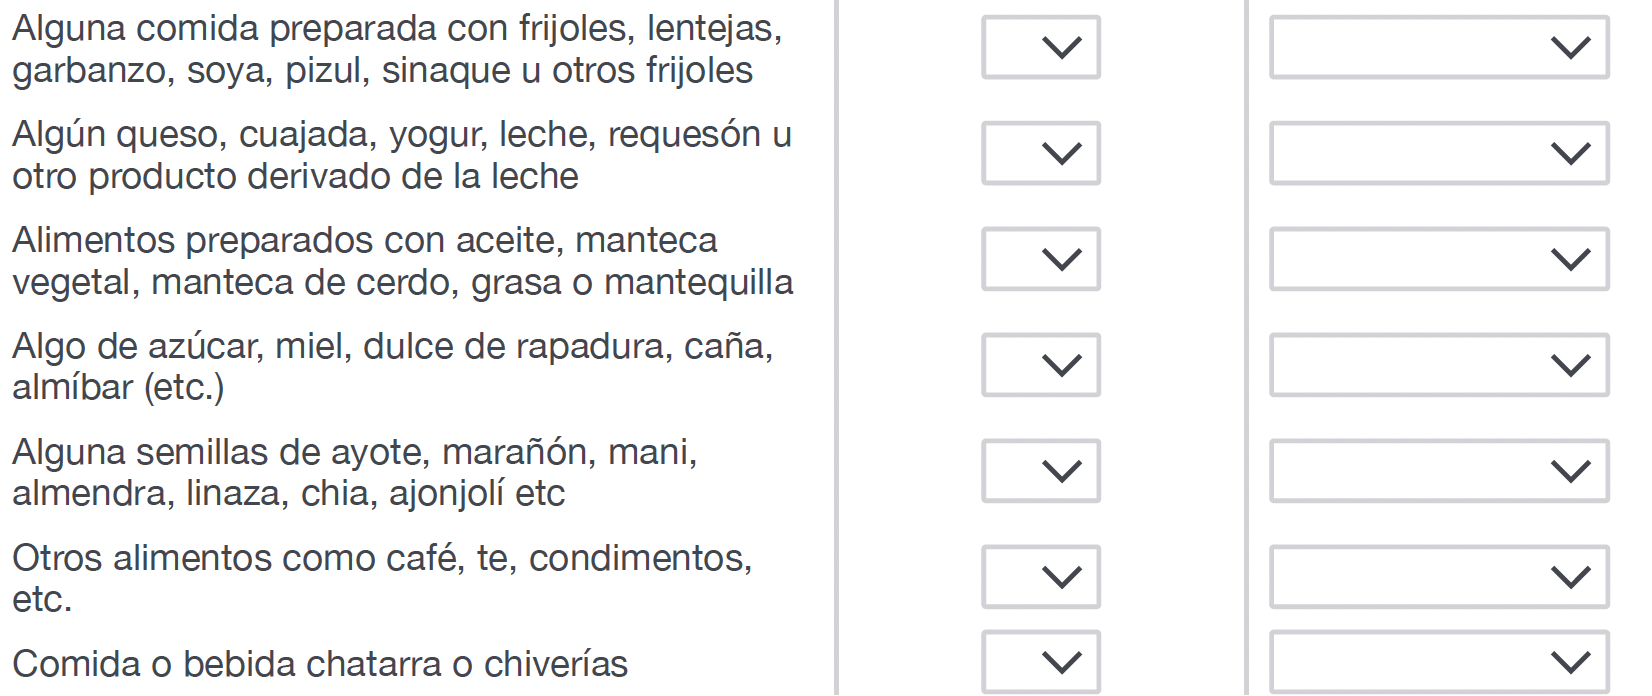 Alguna comida preparada con frijoles, lentejas,
garbanzo, soya, pizul, sinaque u otros frijoles
Algún queso, cuajada, yogur, leche, requesón u
otro producto derivado de la leche
Alimentos preparados con aceite, manteca
vegetal, manteca de cerdo, grasa o mantequilla
Algo de azúcar, miel, dulce de rapadura, caña,
almíbar (etc.)
Alguna semillas de ayote, marañón, mani,
almendra, linaza, chia, ajonjolí etc
Otros alimentos como café, te, condimentos,
etc.
Comida o bebida chatarra o chiverías